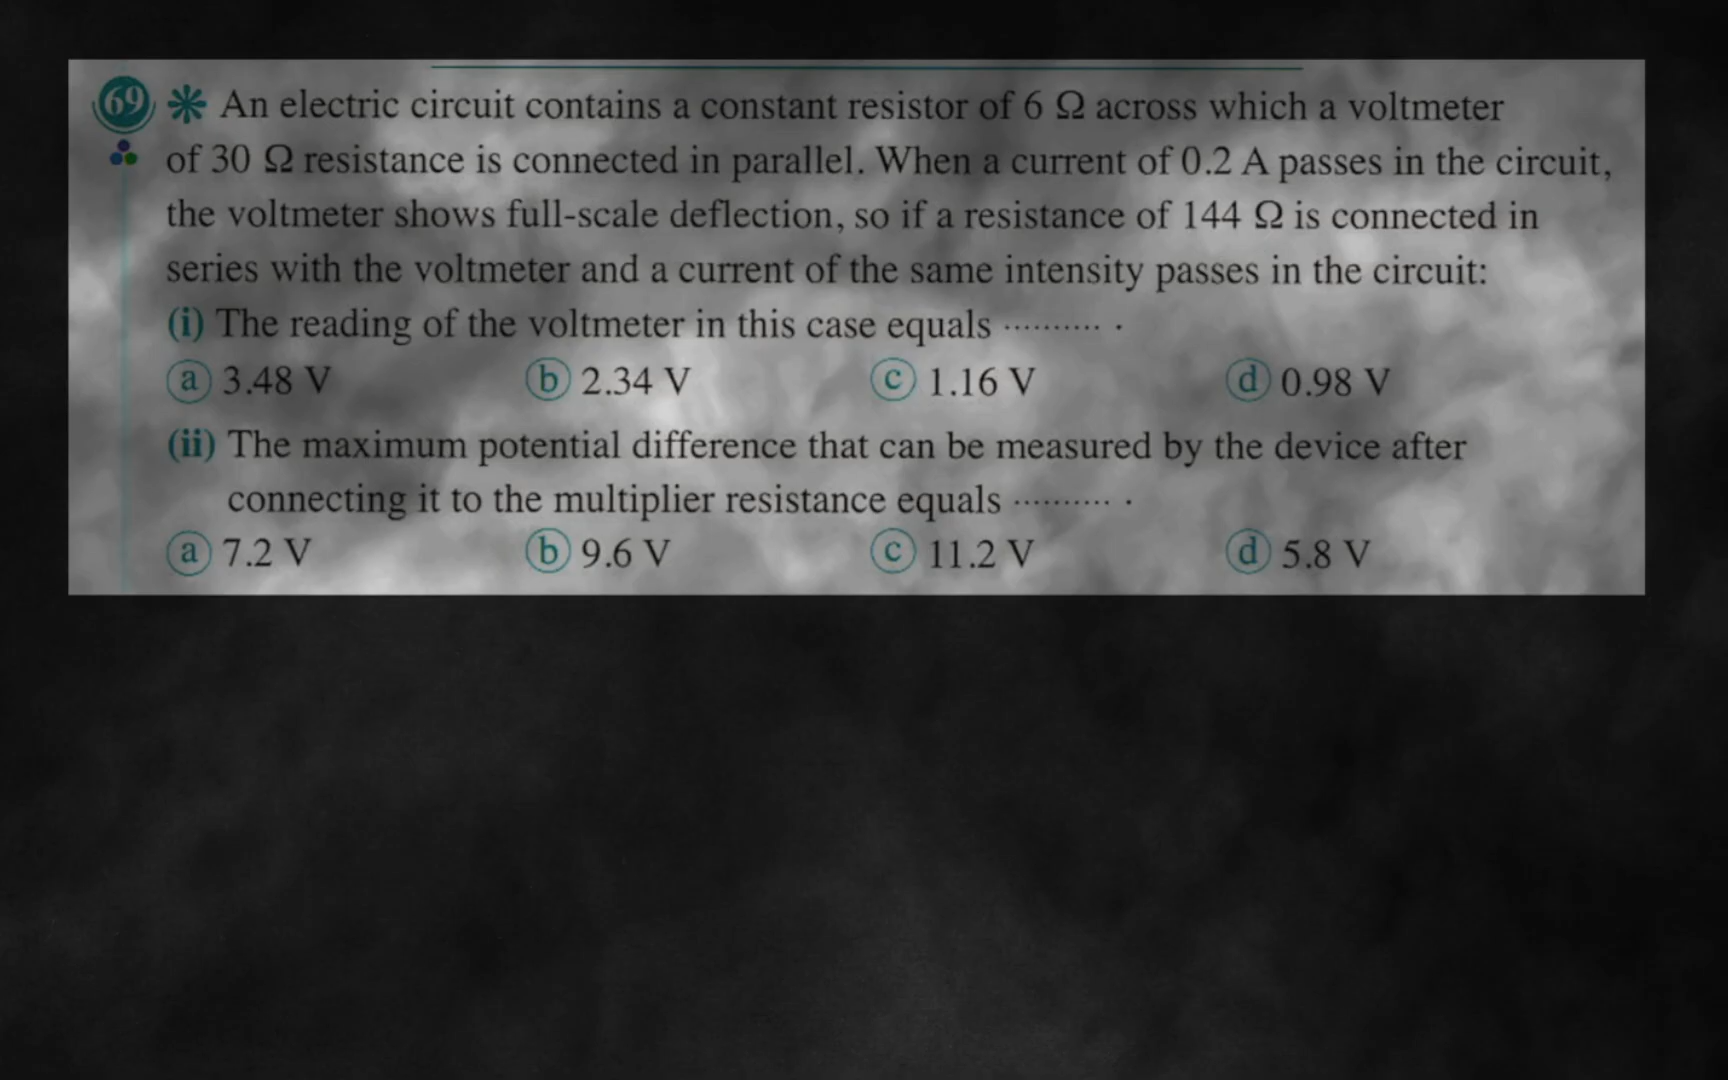 69 * An electric circuit contains a constant resistor of 6 Ω across which a voltmeter
of 30 Ω resistance is connected in parallel. When a current of 0.2 A passes in the circuit,
the voltmeter shows full-scale deflection, so if a resistance of 144 Ω is connected in
series with the voltmeter and a current of the same intensity passes in the circuit:
(i) The reading of the voltmeter in this case equals .......... .
a 3.48 V b 2.34 V c 1.16 V d 0.98 V
(ii) The maximum potential difference that can be measured by the device after
connecting it to the multiplier resistance equals .......... .
a 7.2 V b 9.6 V c 11.2 V d 5.8 V